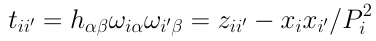 $t_{ii'} = h_{\alpha\beta}\omega_{i\alpha}\omega_{i'\beta} = z_{ii'} - x_i x_{i'}/P_i^2$